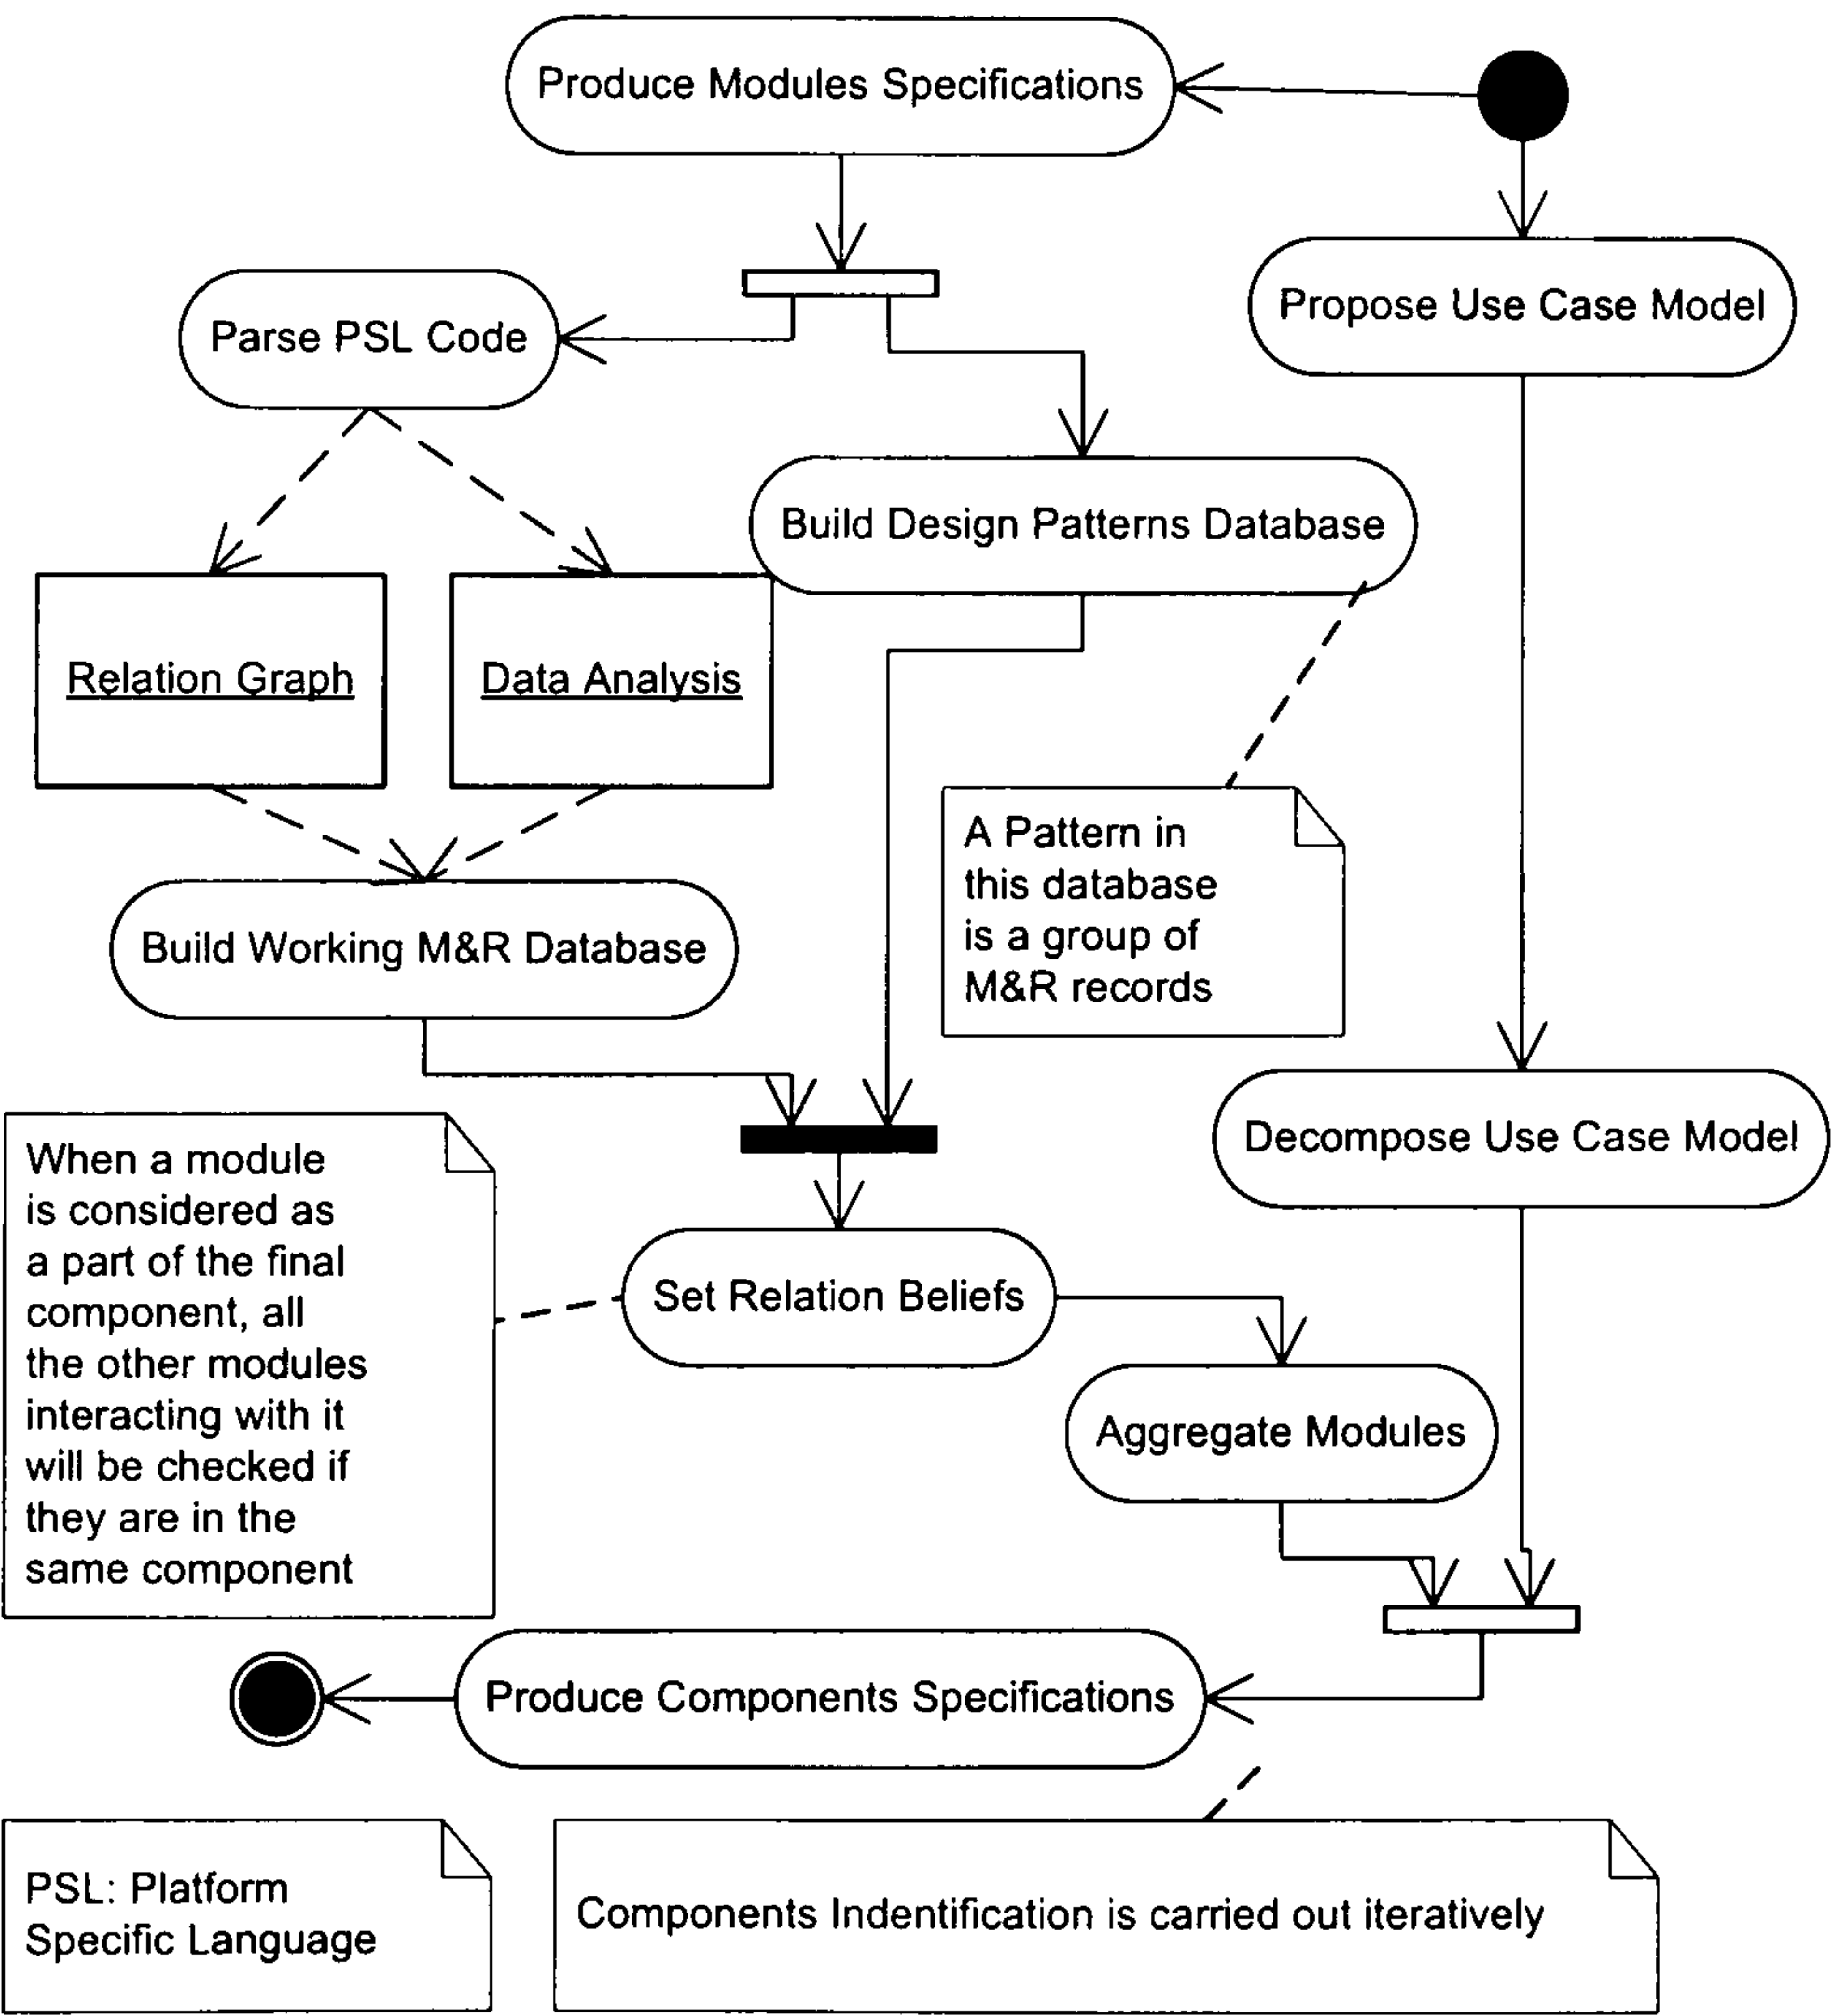 Produce Modules Specifications
Propose Use Case Model
Parse PSL Code
Build Design Patterns Database
Relation Graph
Data Analysis
A Pattern in
this database
is a group of
M&R records
Build Working M&R Database
Decompose Use Case Model
When a module
is considered as
a part of the final
component, all
the other modules
interacting with it
will be checked if
they are in the
same component
Set Relation Beliefs
Aggregate Modules
Produce Components Specifications
PSL: Platform
Specific Language
Components Indentification is carried out iteratively